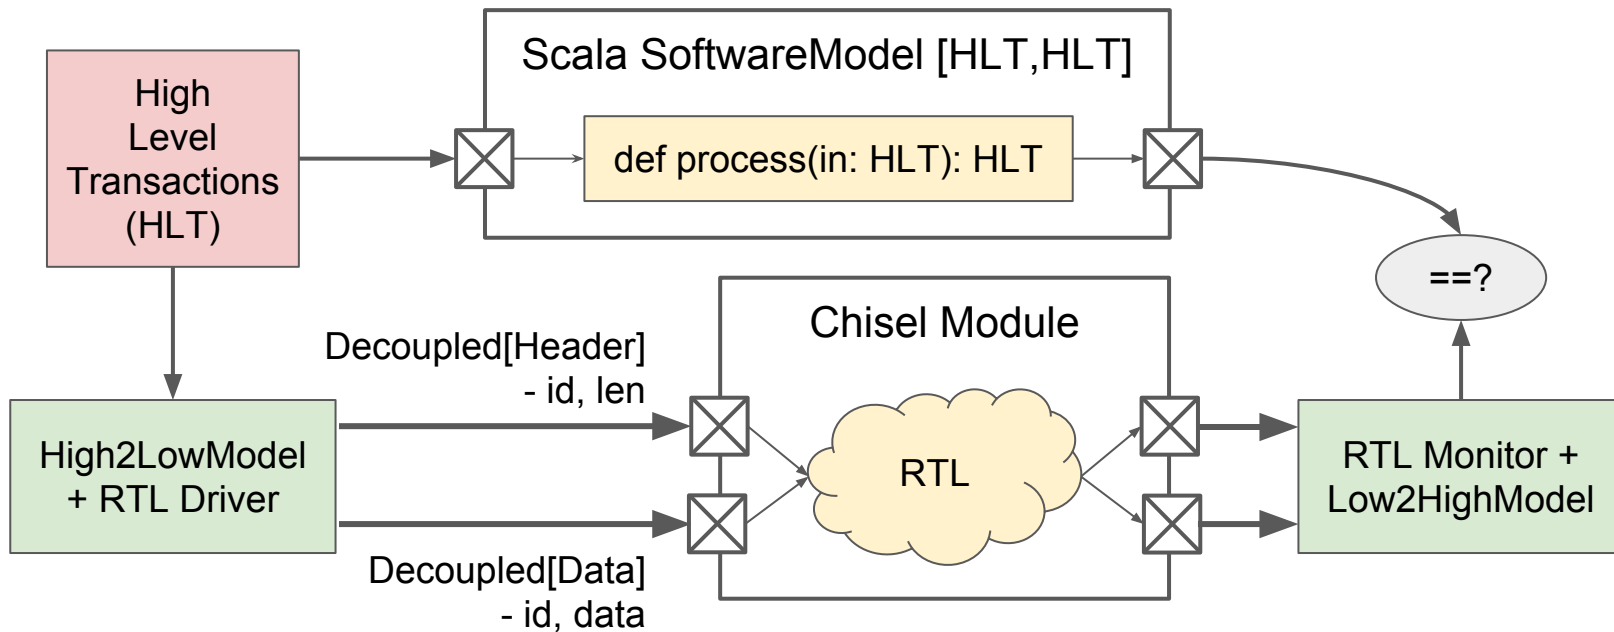 High
Level
Transactions
(HLT)
Scala SoftwareModel [HLT,HLT]
def process(in: HLT): HLT
==?
Chisel Module
Decoupled[Header]
- id, len
High2LowModel
+ RTL Driver
RTL
RTL Monitor +
Low2HighModel
Decoupled[Data]
- id, data